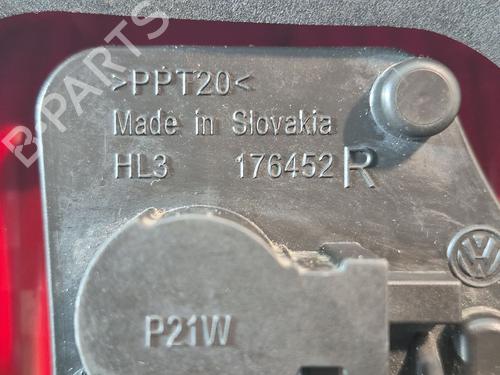 >PPT20<
Made in Slovakia
HL3 176452 R
P21W
B-PARTS